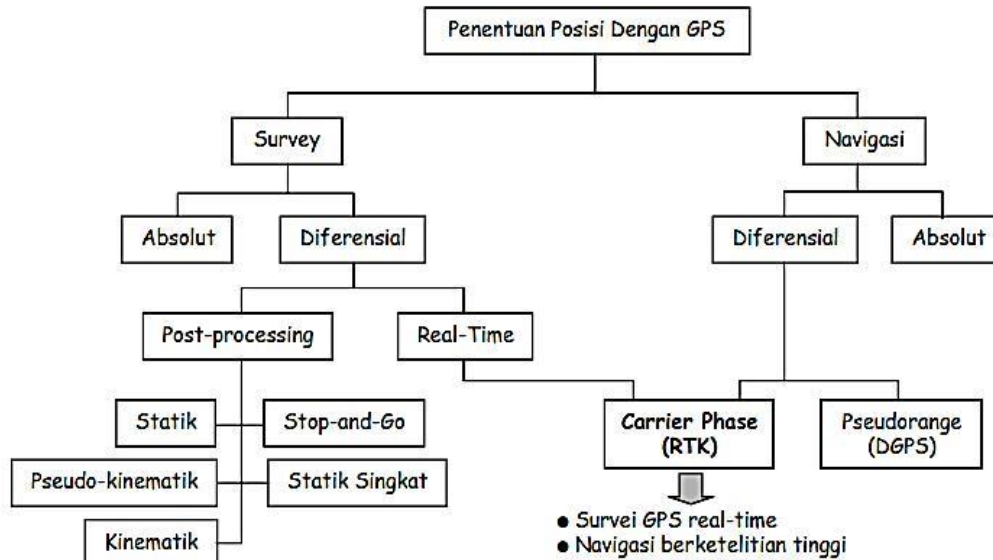 Penentuan Posisi Dengan GPS
Survey
Navigasi
Absolut
Diferensial
Diferensial
Absolut
Post-processing
Real-Time
Statik
Stop-and-Go
Carrier Phase
(RTK)
Pseudorange
(DGPS)
Pseudo-kinematik
Statik Singkat
Kinematik
● Survei GPS real-time
● Navigasi berketelitian tinggi